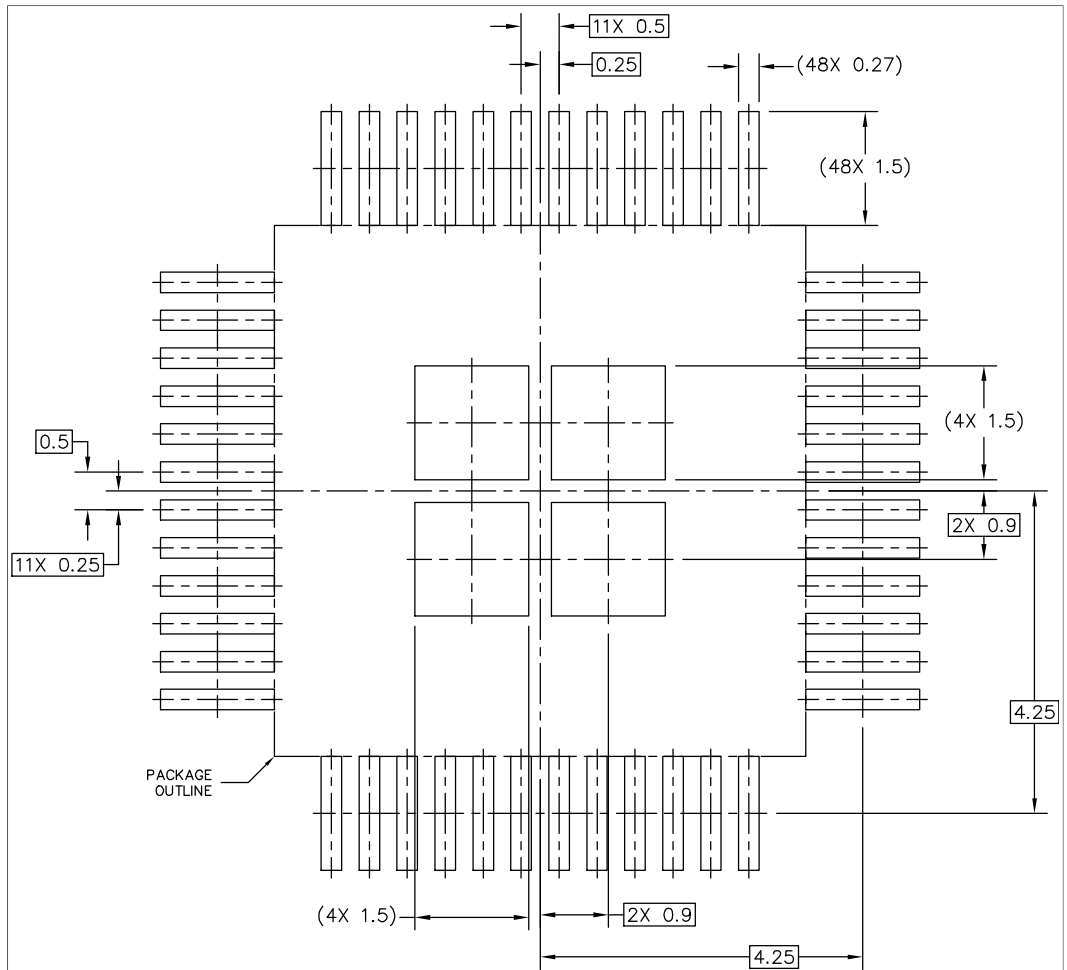 11X 0.5
0.25
(48X 0.27)
(48X 1.5)
(4X 1.5)
0.5
2X 0.9
11X 0.25
4.25
PACKAGE
OUTLINE
(4X 1.5)
2X 0.9
4.25